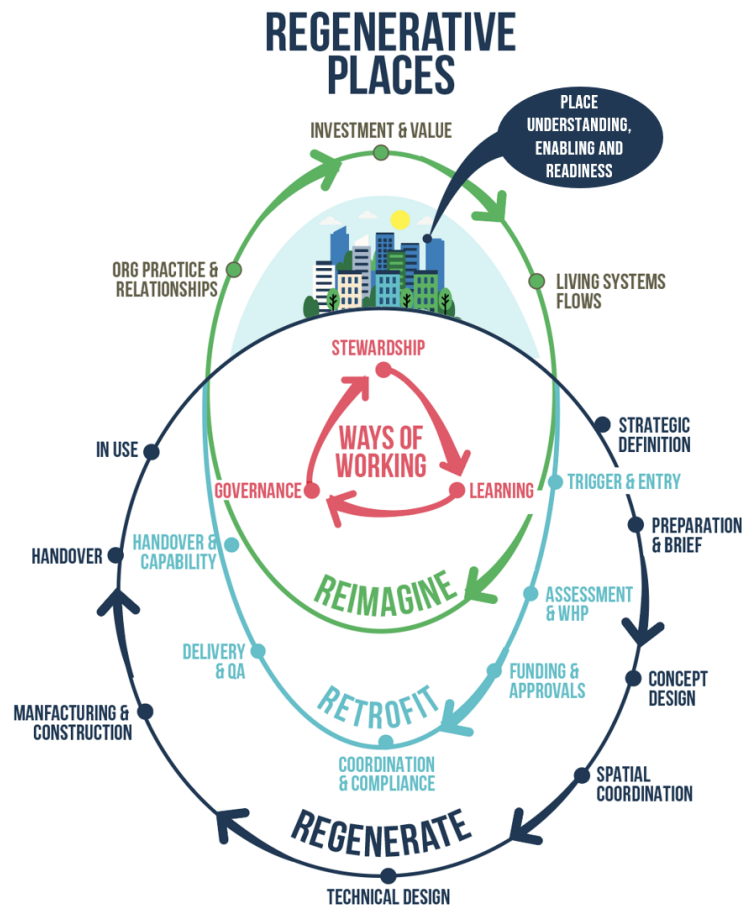 REGENERATIVE
PLACES
PLACE
UNDERSTANDING,
ENABLING AND
READINESS
INVESTMENT & VALUE
ORG PRACTICE &
RELATIONSHIPS
LIVING SYSTEMS
FLOWS
STEWARDSHIP
WAYS OF
WORKING
GOVERNANCE
LEARNING
IN USE
STRATEGIC
DEFINITION
TRIGGER & ENTRY
HANDOVER
HANDOVER &
CAPABILITY
PREPARATION
& BRIEF
REIMAGINE
ASSESSMENT
& WHP
DELIVERY
& QA
FUNDING &
APPROVALS
CONCEPT
DESIGN
RETROFIT
MANFACTURING &
CONSTRUCTION
COORDINATION
& COMPLIANCE
SPATIAL
COORDINATION
REGENERATE
TECHNICAL DESIGN